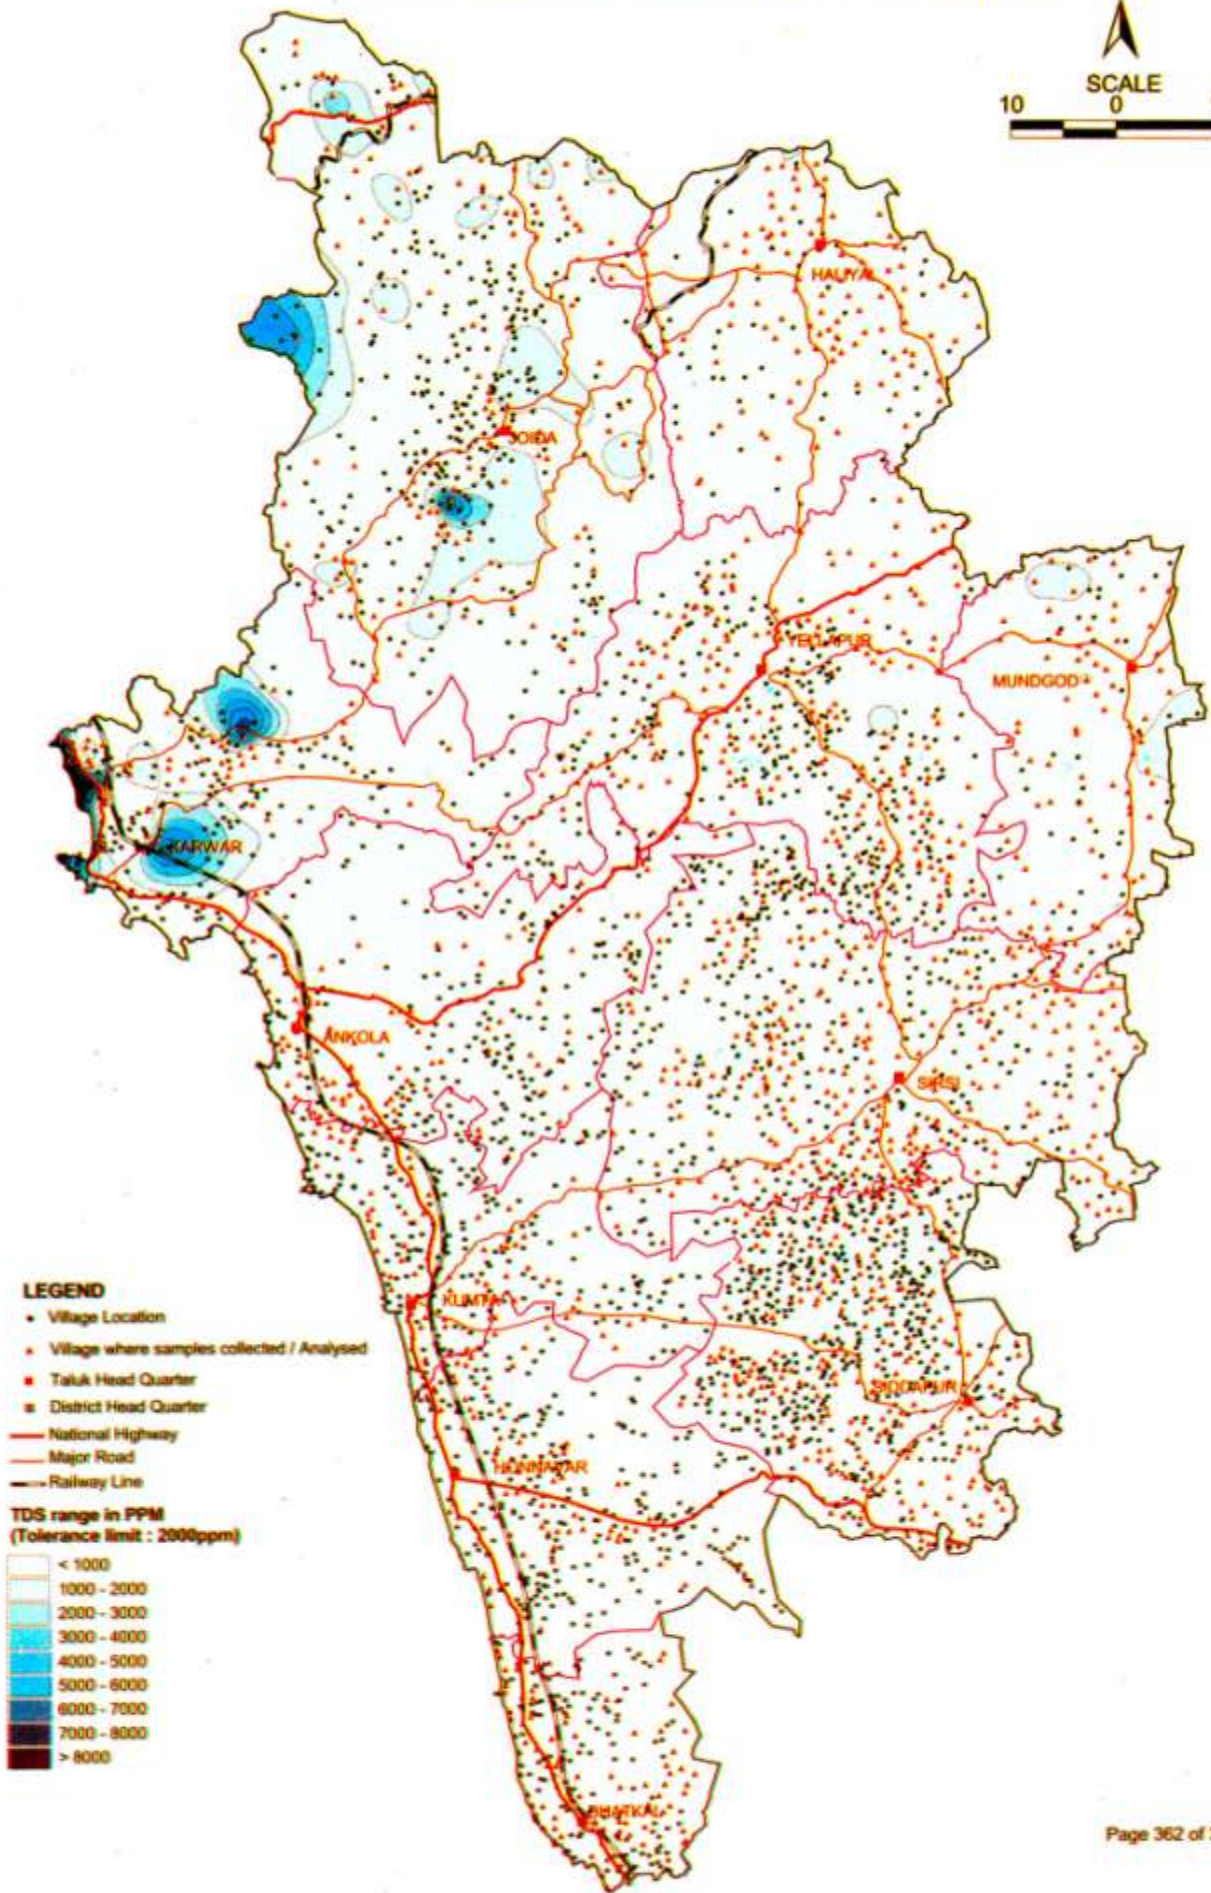 SCALE
10 0
HALIYAL
JOIDA
YELLAPUR
MUNDGOD
KARWAR
ANKOLA
SIRSI
KUMTA
SIDDAPUR
HONNAVAR
BHATKAL
LEGEND
Village Location
Village where samples collected / Analysed
Taluk Head Quarter
District Head Quarter
National Highway
Major Road
Railway Line
TDS range in PPM
(Tolerance limit : 2000ppm)
< 1000
1000 - 2000
2000 - 3000
3000 - 4000
4000 - 5000
5000 - 6000
6000 - 7000
7000 - 8000
> 8000
Page 362 of